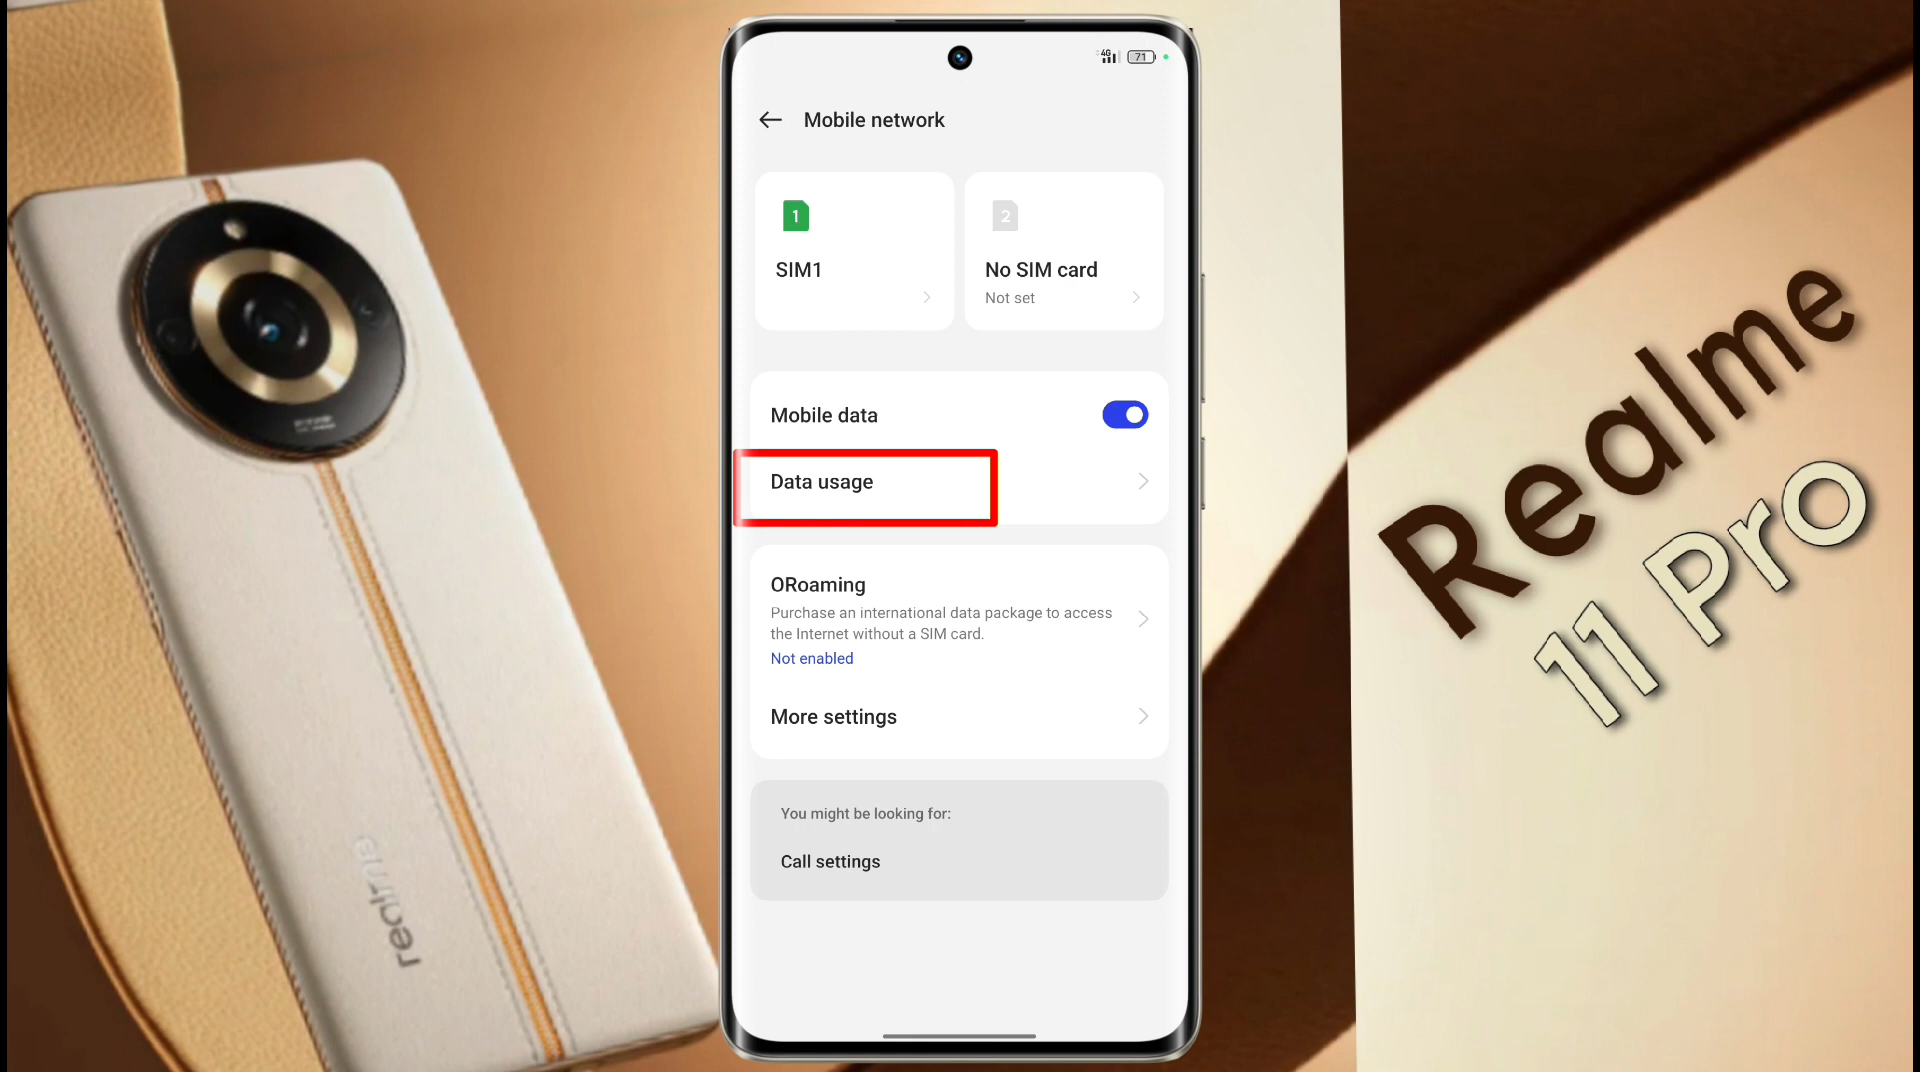 4G
71
Mobile network
1
2
SIM1
No SIM card
Not set
Mobile data
Data usage
ORoaming
Purchase an international data package to access
the Internet without a SIM card.
Not enabled
More settings
You might be looking for:
Call settings
realme
Realme
11 Pro